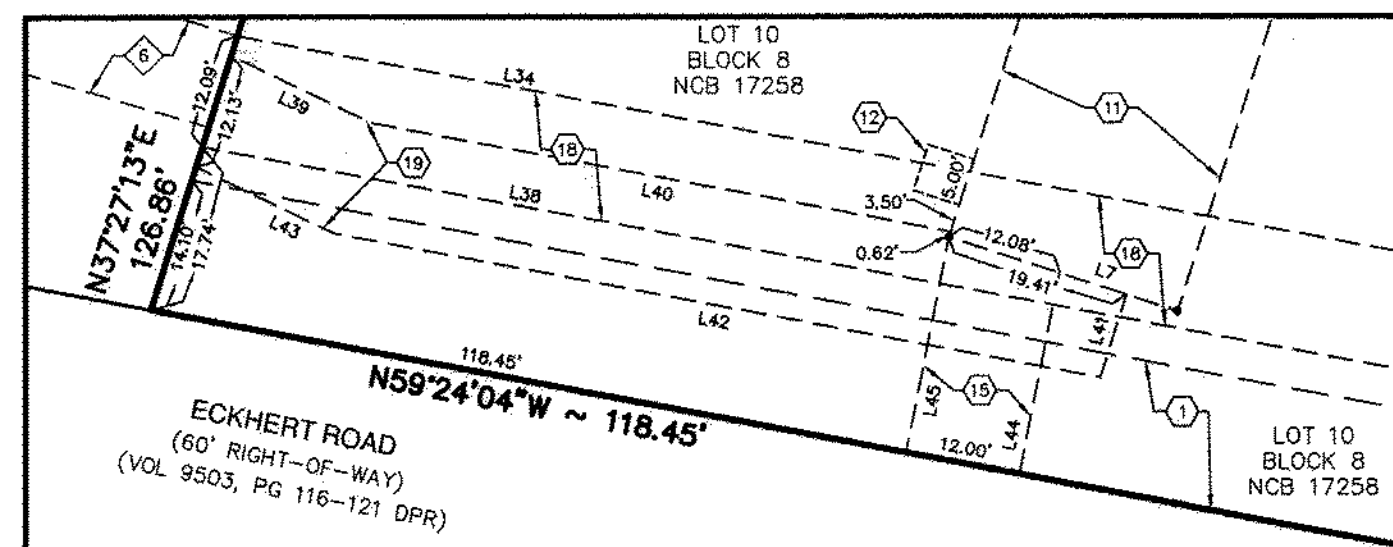 LOT 10
BLOCK 8
NCB 17258
6
12.09'
12.13'
L34
L39
12
11
19
18
L38
L40
5.00'
3.50'
0.62'
12.08'
19.41'
L7
18
L41
L43
L42
14.10'
17.74'
N37°27'13"E
126.86'
118.45'
N59°24'04"W ~ 118.45'
L45
15
L44
12.00'
1
LOT 10
BLOCK 8
NCB 17258
ECKHERT ROAD
(60' RIGHT-OF-WAY)
(VOL 9503, PG 116-121 DPR)